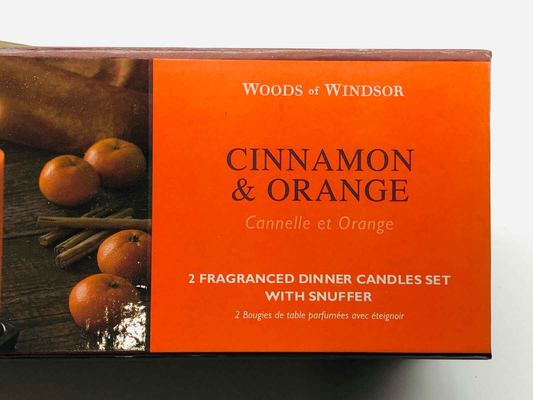 WOODS of WINDSOR
CINNAMON
& ORANGE
Cannelle et Orange
2 FRAGRANCED DINNER CANDLES SET
WITH SNUFFER
2 Bougies de table parfumées avec éteignoir